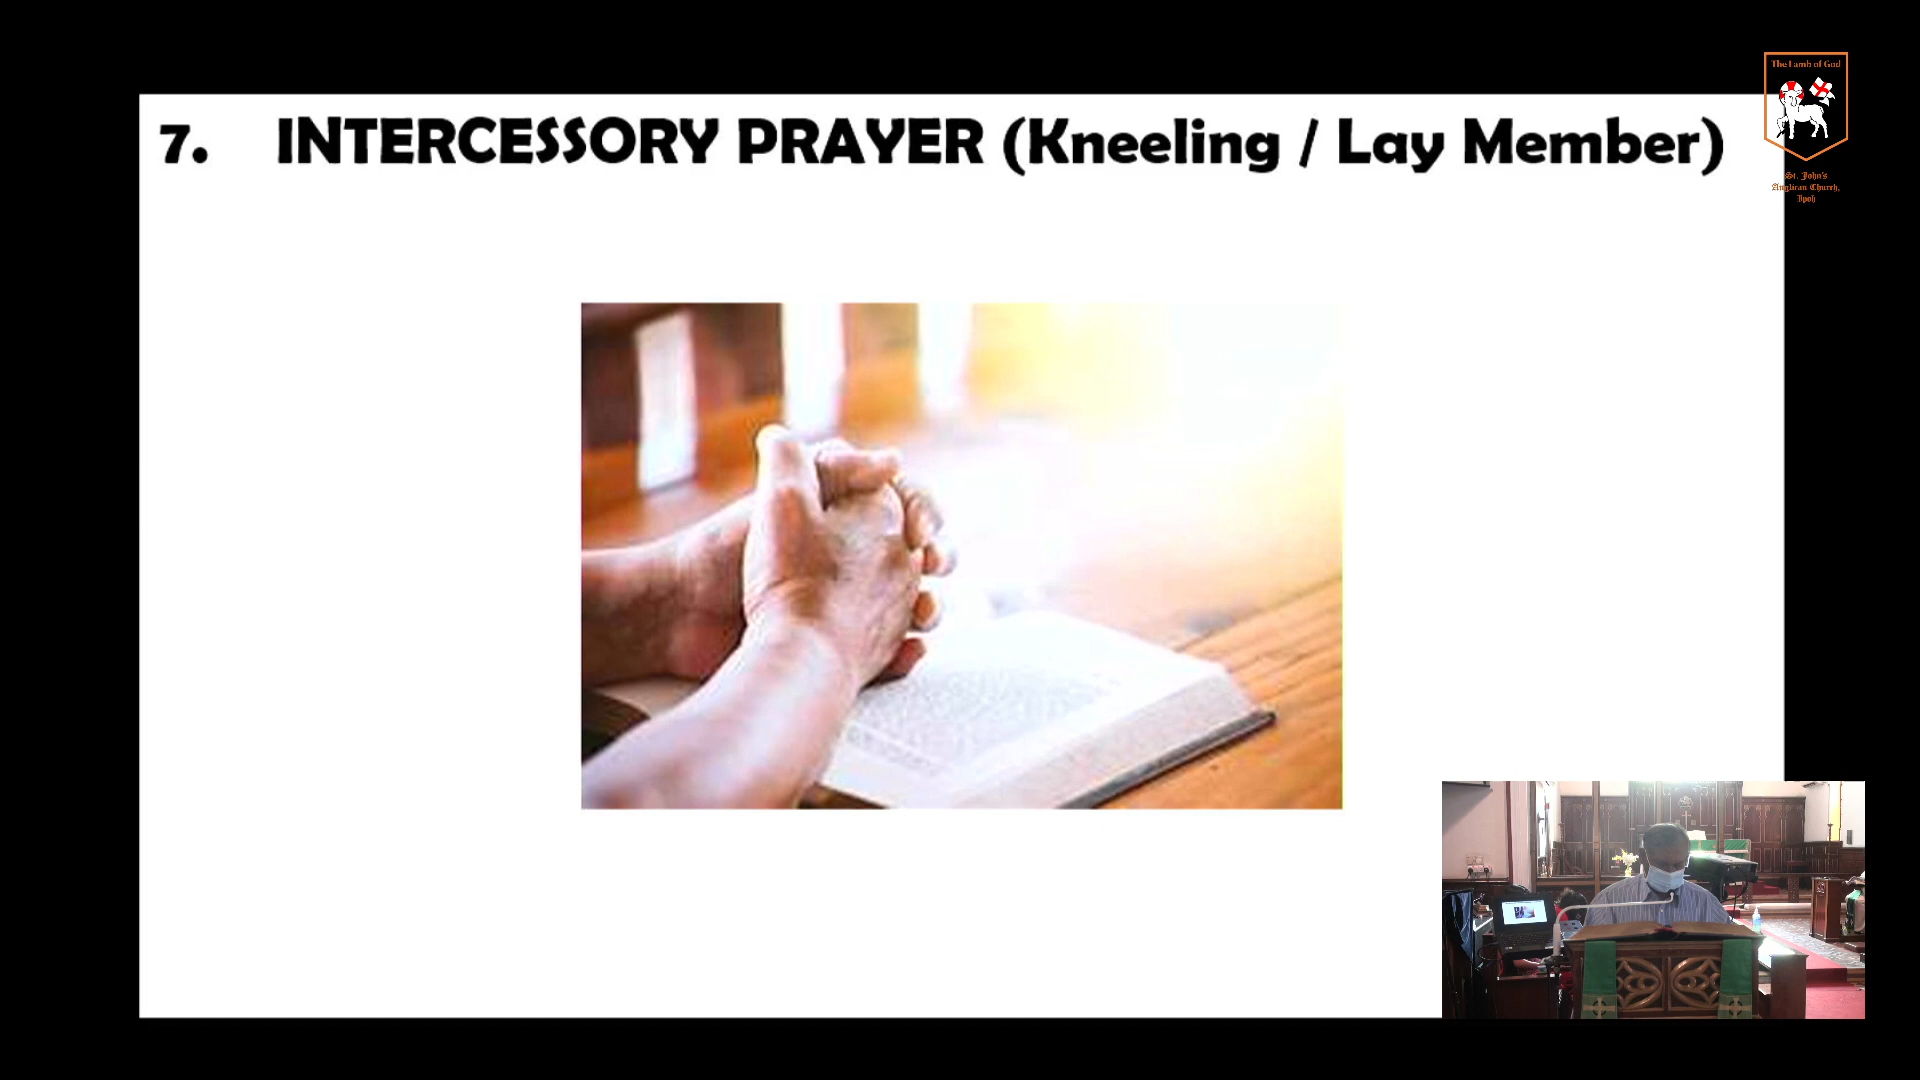 7. INTERCESSORY PRAYER (Kneeling / Lay Member)
The Lamb of God
St. John's
Anglican Church,
Ipoh